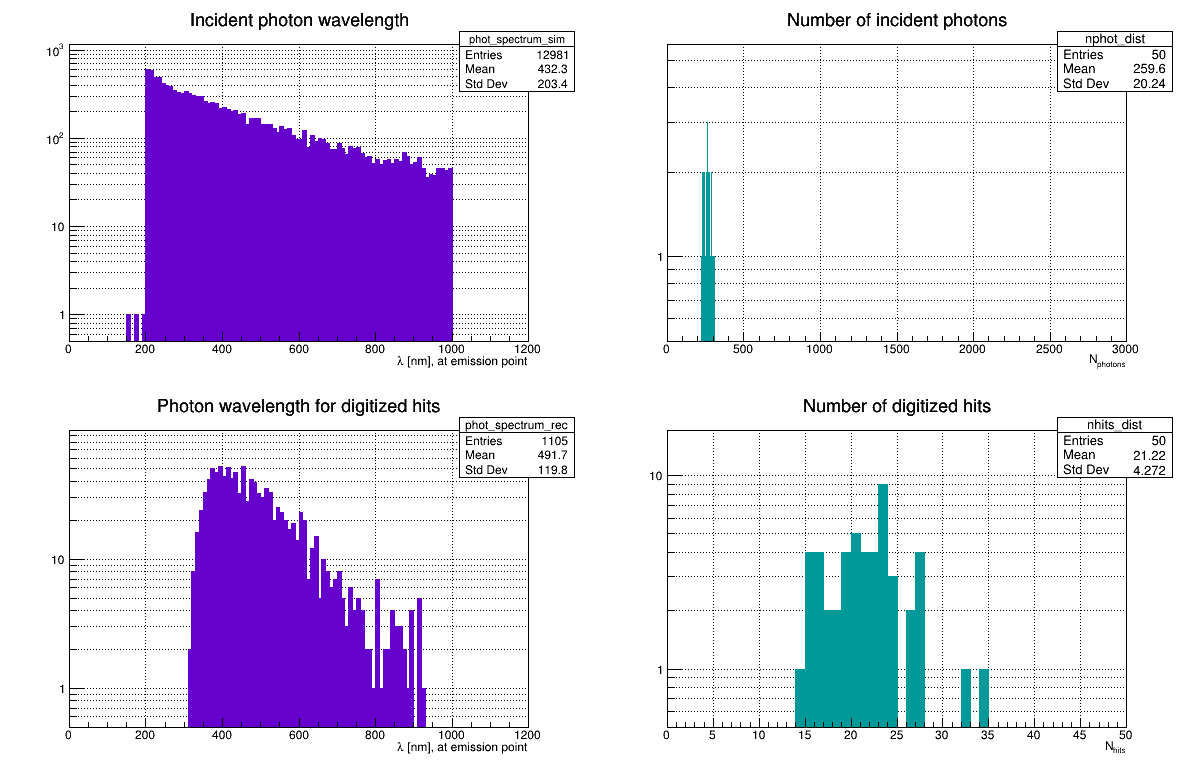 Incident photon wavelength
phot_spectrum_sim
Entries 12981
Mean 432.3
Std Dev 203.4
10³
10²
10
1
0 200 400 600 800 1000 1200
λ [nm], at emission point
Number of incident photons
nphot_dist
Entries 50
Mean 259.6
Std Dev 20.24
1
0 500 1000 1500 2000 2500 3000
Nphotons
Photon wavelength for digitized hits
phot_spectrum_rec
Entries 1105
Mean 491.7
Std Dev 119.8
10
1
0 200 400 600 800 1000 1200
λ [nm], at emission point
Number of digitized hits
nhits_dist
Entries 50
Mean 21.22
Std Dev 4.272
10
1
0 5 10 15 20 25 30 35 40 45 50
Nhits